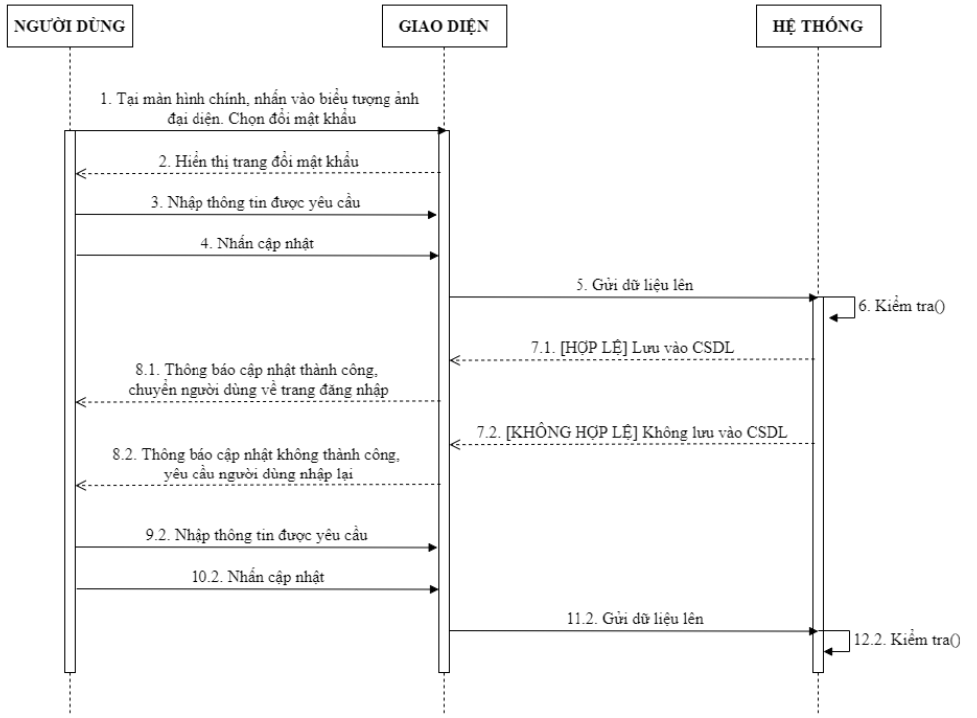 NGƯỜI DÙNG
GIAO DIỆN
HỆ THỐNG
1. Tại màn hình chính, nhấn vào biểu tượng ảnh
đại diện. Chọn đổi mật khẩu
2. Hiển thị trang đổi mật khẩu
3. Nhập thông tin được yêu cầu
4. Nhấn cập nhật
5. Gửi dữ liệu lên
6. Kiểm tra()
7.1. [HỢP LỆ] Lưu vào CSDL
8.1. Thông báo cập nhật thành công,
chuyển người dùng về trang đăng nhập
7.2. [KHÔNG HỢP LỆ] Không lưu vào CSDL
8.2. Thông báo cập nhật không thành công,
yêu cầu người dùng nhập lại
9.2. Nhập thông tin được yêu cầu
10.2. Nhấn cập nhật
11.2. Gửi dữ liệu lên
12.2. Kiểm tra()